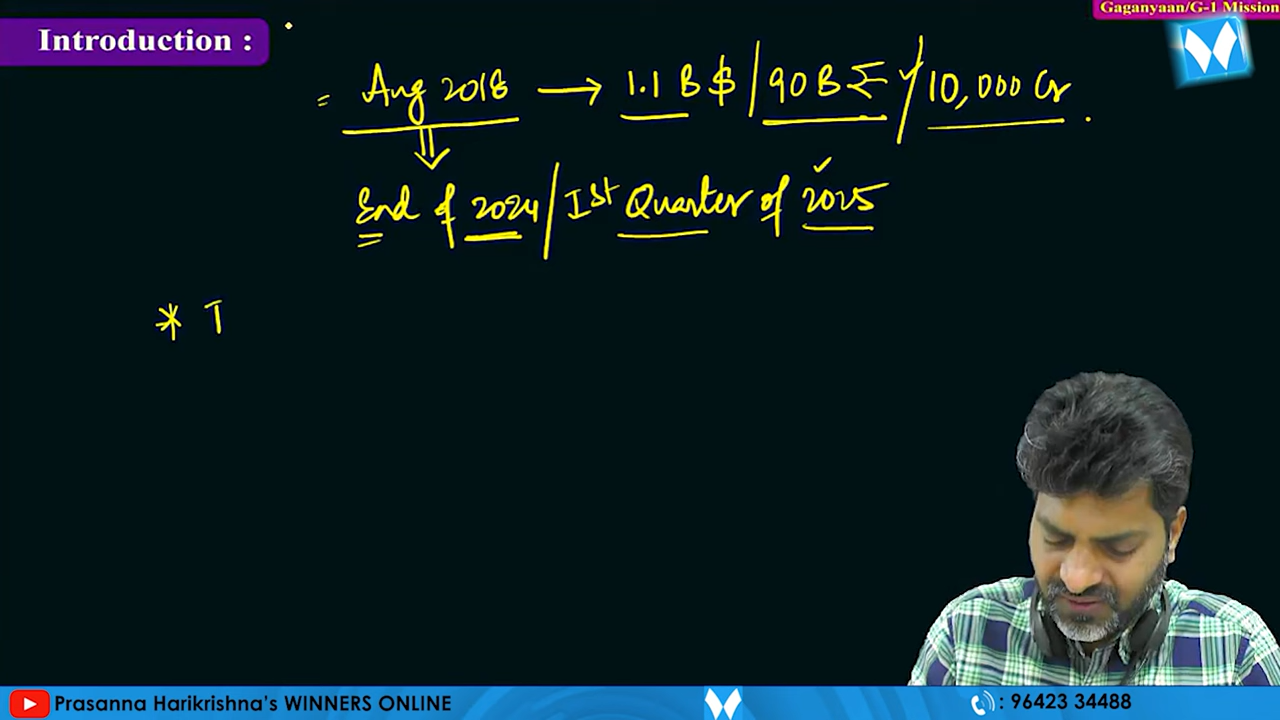 Gaganyaan/G-1 Mission
Introduction :
= Aug 2018 → 1.1 B $ / 90 B ₹ / 10,000 Cr.
End of 2024 / Ist Quarter of 2025
* T
Prasanna Harikrishna's WINNERS ONLINE
: 96423 34488